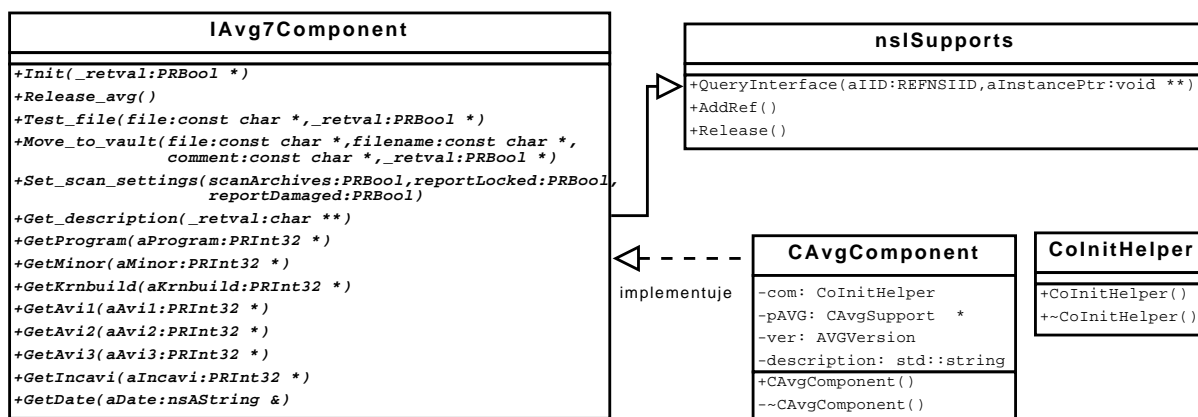 IAvg7Component
+Init(_retval:PRBool *)
+Release_avg()
+Test_file(file:const char *,_retval:PRBool *)
+Move_to_vault(file:const char *,filename:const char *,
comment:const char *,_retval:PRBool *)
+Set_scan_settings(scanArchives:PRBool,reportLocked:PRBool,
reportDamaged:PRBool)
+Get_description(_retval:char **)
+GetProgram(aProgram:PRInt32 *)
+GetMinor(aMinor:PRInt32 *)
+GetKrnbuild(aKrnbuild:PRInt32 *)
+GetAvi1(aAvi1:PRInt32 *)
+GetAvi2(aAvi2:PRInt32 *)
+GetAvi3(aAvi3:PRInt32 *)
+GetIncavi(aIncavi:PRInt32 *)
+GetDate(aDate:nsAString &)
nsISupports
+QueryInterface(aIID:REFNSIID,aInstancePtr:void **)
+AddRef()
+Release()
implementuje
CAvgComponent
-com: CoInitHelper
-pAVG: CAvgSupport *
-ver: AVGVersion
-description: std::string
+CAvgComponent()
-~CAvgComponent()
CoInitHelper
+CoInitHelper()
+~CoInitHelper()